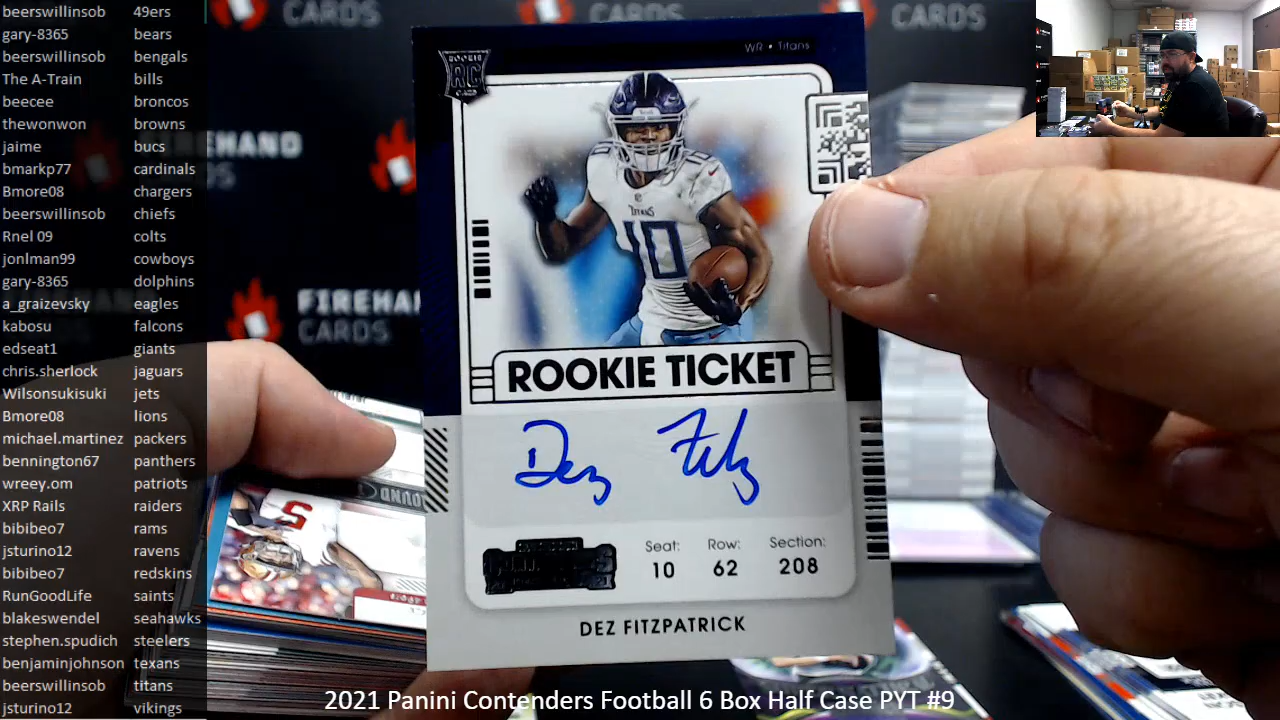 beerswillinsob 49ers
gary-8365 bears
beerswillinsob bengals
The A-Train bills
beecee broncos
thewonwon browns
jaime bucs
bmarkp77 cardinals
Bmore08 chargers
beerswillinsob chiefs
Rnel 09 colts
jonlman99 cowboys
gary-8365 dolphins
a_graizevsky eagles
kabosu falcons
edseat1 giants
chris.sherlock jaguars
Wilsonsukisuki jets
Bmore08 lions
michael.martinez packers
bennington67 panthers
wreey.om patriots
XRP Rails raiders
bibibeo7 rams
jsturino12 ravens
bibibeo7 redskins
RunGoodLife saints
blakeswendel seahawks
stephen.spudich steelers
benjaminjohnson texans
beerswillinsob titans
jsturino12 vikings
CARDS
CARDS
CARDS
EHAND
FIREHA
CARDS
ROOKIE
RC
WR • Titans
10
TITANS
10
ROOKIE TICKET
Dez Fitz
Seat: Row: Section:
10 62 208
DEZ FITZPATRICK
5
2021 Panini Contenders Football 6 Box Half Case PYT #9